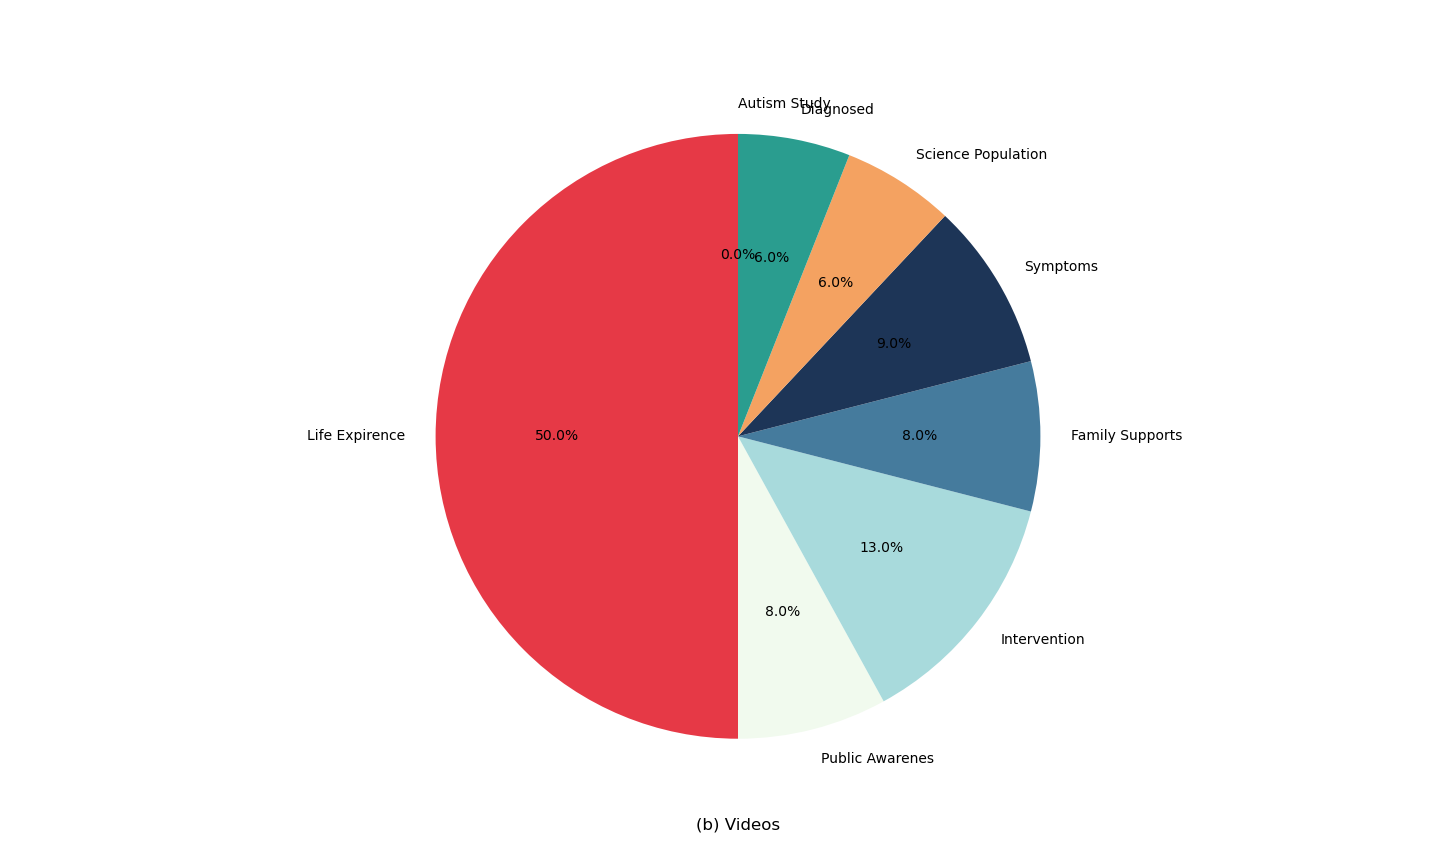 Autism Study
Diagnosed
Science Population
Symptoms
Family Supports
Intervention
Public Awarenes
Life Expirence
0.0%
6.0%
6.0%
9.0%
8.0%
13.0%
8.0%
50.0%
(b) Videos